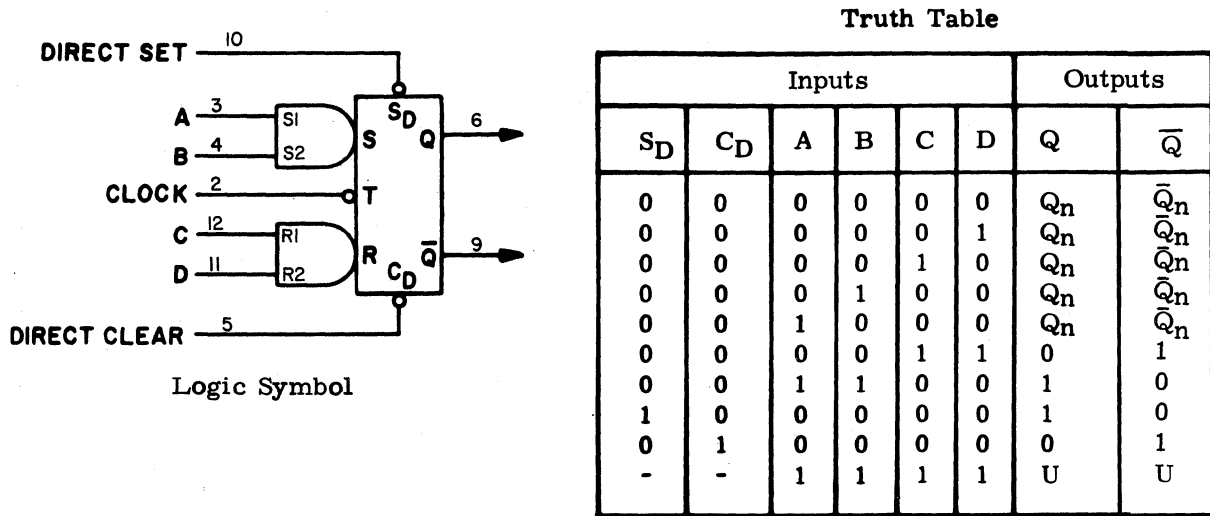 DIRECT SET 10
A 3 S1
B 4 S2
S
S_D
Q 6
CLOCK 2 T
C 12 R1
D 11 R2
R
C_D
Q̅ 9
DIRECT CLEAR 5
Logic Symbol
Truth Table
Inputs Outputs
S_D C_D A B C D Q Q̅
0 0 0 0 0 0 Qn Q̅n
0 0 0 0 0 1 Qn Q̅n
0 0 0 0 1 0 Qn Q̅n
0 0 0 1 0 0 Qn Q̅n
0 0 1 0 0 0 Qn Q̅n
0 0 0 0 1 1 0 1
0 0 1 1 0 0 1 0
1 0 0 0 0 0 1 0
0 1 0 0 0 0 0 1
- - 1 1 1 1 U U